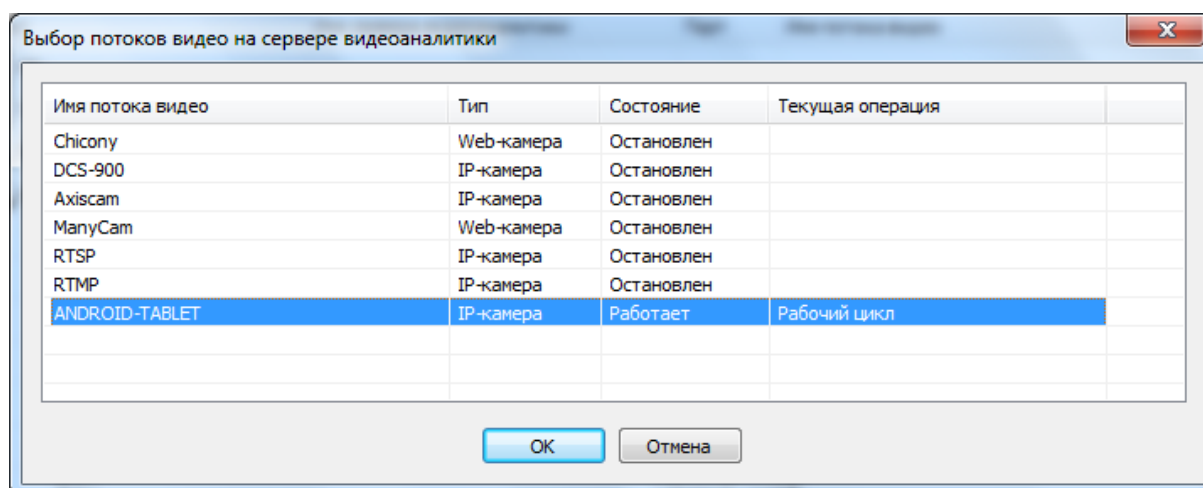 Выбор потоков видео на сервере видеоаналитики
Имя потока видео Тип Состояние Текущая операция
Chicony Web-камера Остановлен
DCS-900 IP-камера Остановлен
Axiscam IP-камера Остановлен
ManyCam Web-камера Остановлен
RTSP IP-камера Остановлен
RTMP IP-камера Остановлен
ANDROID-TABLET IP-камера Работает Рабочий цикл
OK Отмена